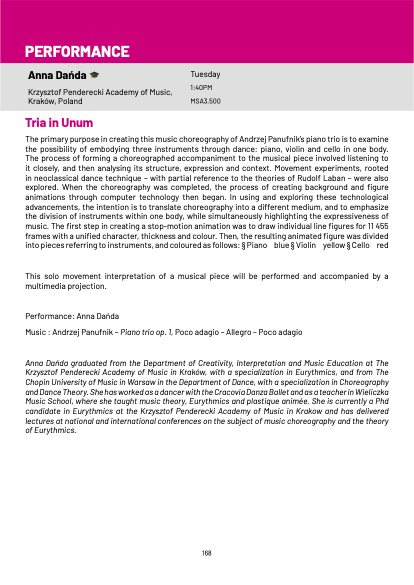 PERFORMANCE
Anna Dańda
Krzysztof Penderecki Academy of Music,
Kraków, Poland
Tuesday
1:40PM
MSA3.500
Tria in Unum
The primary purpose in creating this music choreography of Andrzej Panufnik's piano trio is to examine
the possibility of embodying three instruments through dance: piano, violin and cello in one body.
The process of forming a choreographed accompaniment to the musical piece involved listening to
it closely, and then analysing its structure, expression and context. Movement experiments, rooted
in neoclassical dance technique – with partial reference to the theories of Rudolf Laban – were also
explored. When the choreography was completed, the process of creating background and figure
animations through computer technology then began. In using and exploring these technological
advancements, the intention is to translate choreography into a different medium, and to emphasize
the division of instruments within one body, while simultaneously highlighting the expressiveness of
music. The first step in creating a stop-motion animation was to draw individual line figures for 11 455
frames with a unified character, thickness and colour. Then, the resulting animated figure was divided
into pieces referring to instruments, and coloured as follows: § Piano blue § Violin yellow § Cello red
This solo movement interpretation of a musical piece will be performed and accompanied by a
multimedia projection.
Performance: Anna Dańda
Music : Andrzej Panufnik – Piano trio op. 1, Poco adagio – Allegro – Poco adagio
Anna Dańda graduated from the Department of Creativity, Interpretation and Music Education at The
Krzysztof Penderecki Academy of Music in Kraków, with a specialization in Eurythmics, and from The
Chopin University of Music in Warsaw in the Department of Dance, with a specialization in Choreography
and Dance Theory. She has worked as a dancer with the Cracovia Danza Ballet and as a teacher in Wieliczka
Music School, where she taught music theory, Eurythmics and plastique animée. She is currently a Phd
candidate in Eurythmics at the Krzysztof Penderecki Academy of Music in Krakow and has delivered
lectures at national and international conferences on the subject of music choreography and the theory
of Eurythmics.
168